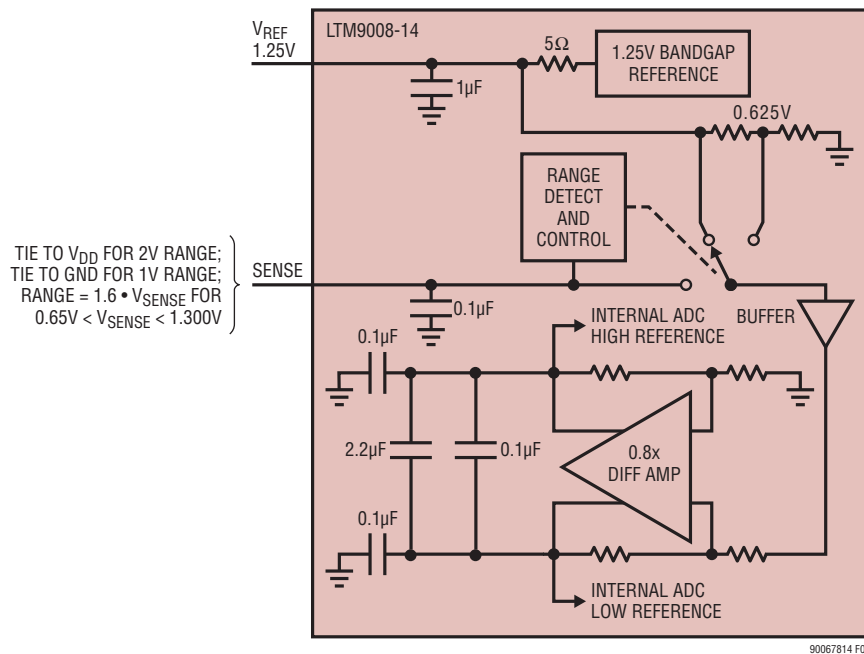 V_REF
1.25V
LTM9008-14
5Ω
1.25V BANDGAP
REFERENCE
1µF
0.625V
RANGE
DETECT
AND
CONTROL
TIE TO V_DD FOR 2V RANGE;
TIE TO GND FOR 1V RANGE;
RANGE = 1.6 • V_SENSE FOR
0.65V < V_SENSE < 1.300V
SENSE
0.1µF
BUFFER
INTERNAL ADC
HIGH REFERENCE
0.1µF
2.2µF
0.1µF
0.8x
DIFF AMP
0.1µF
INTERNAL ADC
LOW REFERENCE